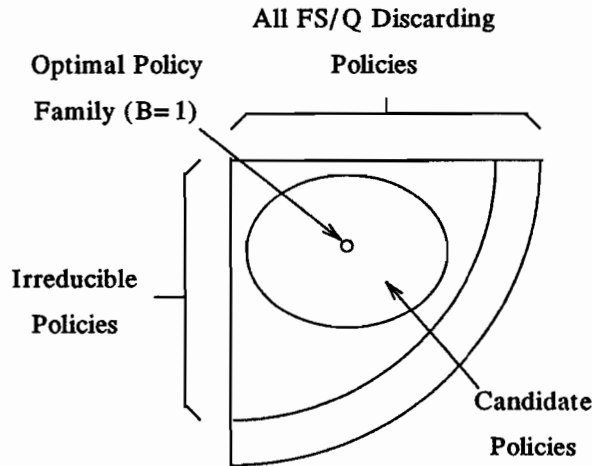 All FS/Q Discarding
Policies
Optimal Policy
Family (B=1)
Irreducible
Policies
Candidate
Policies